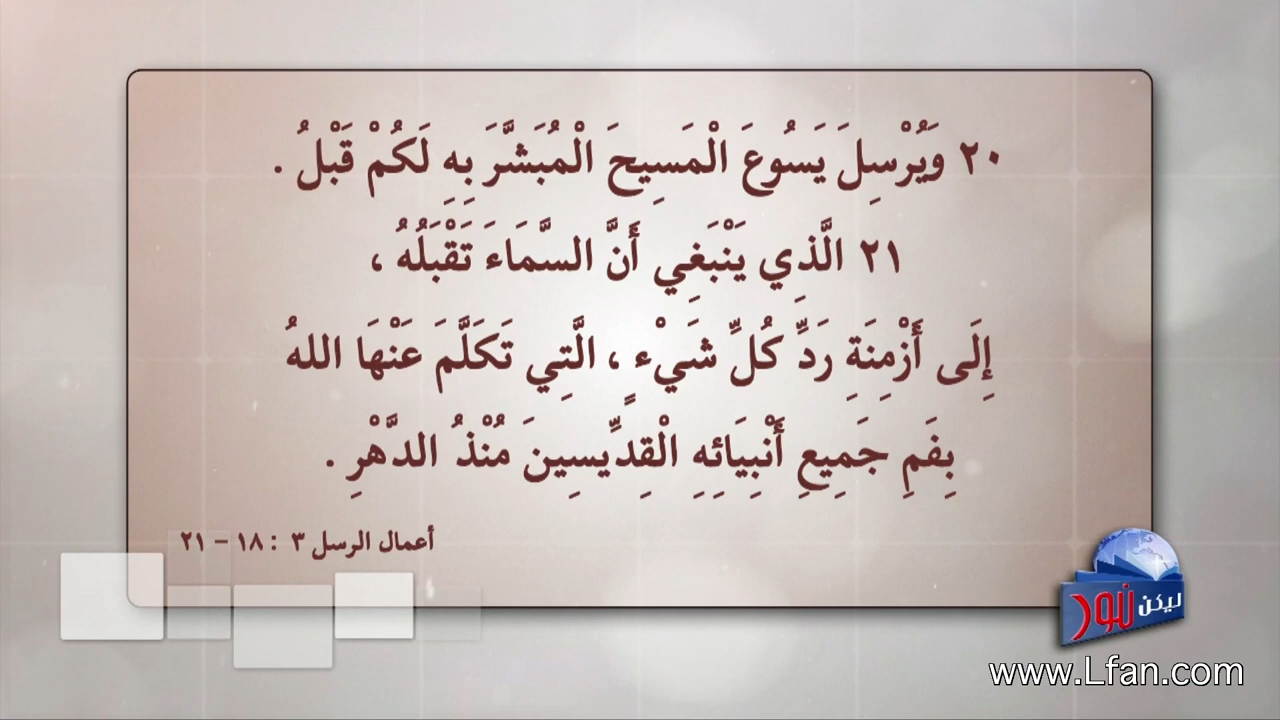 ٢٠ وَيُرْسِلَ يَسُوعَ الْمَسِيحَ الْمُبَشَّرَ بِهِ لَكُمْ قَبْلُ .
٢١ الَّذِي يَنْبَغِي أَنَّ السَّمَاءَ تَقْبَلُهُ ،
إِلَى أَزْمِنَةِ رَدِّ كُلِّ شَيْءٍ ، الَّتِي تَكَلَّمَ عَنْهَا اللهُ
بِفَمِ جَمِيعِ أَنْبِيَائِهِ الْقِدِّيسِينَ مُنْذُ الدَّهْرِ .
أعمال الرسل ٣ : ١٨ - ٢١
ليكن نور
www.Lfan.com